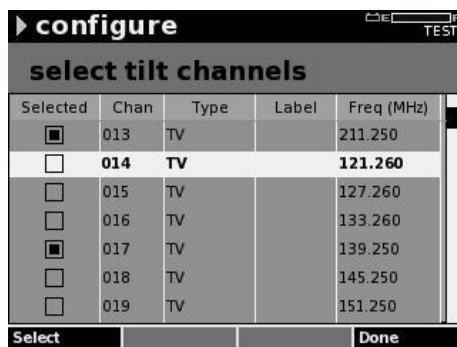 configure
E F
TEST
select tilt channels
Selected Chan Type Label Freq (MHz)
013 TV 211.250
014 TV 121.260
015 TV 127.260
016 TV 133.260
017 TV 139.250
018 TV 145.250
019 TV 151.250
Select Done